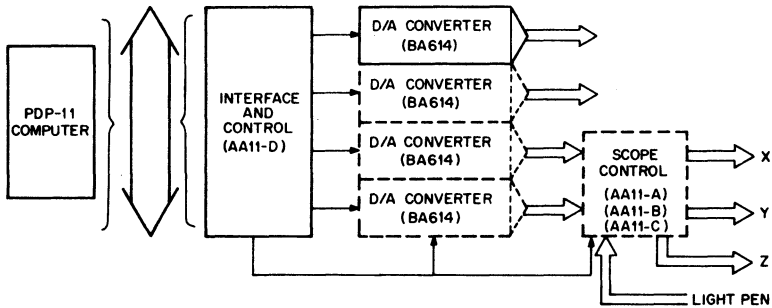 PDP-11
COMPUTER
INTERFACE
AND
CONTROL
(AA11-D)
D/A CONVERTER
(BA614)
D/A CONVERTER
(BA614)
D/A CONVERTER
(BA614)
D/A CONVERTER
(BA614)
SCOPE
CONTROL
(AA11-A)
(AA11-B)
(AA11-C)
X
Y
Z
LIGHT PEN